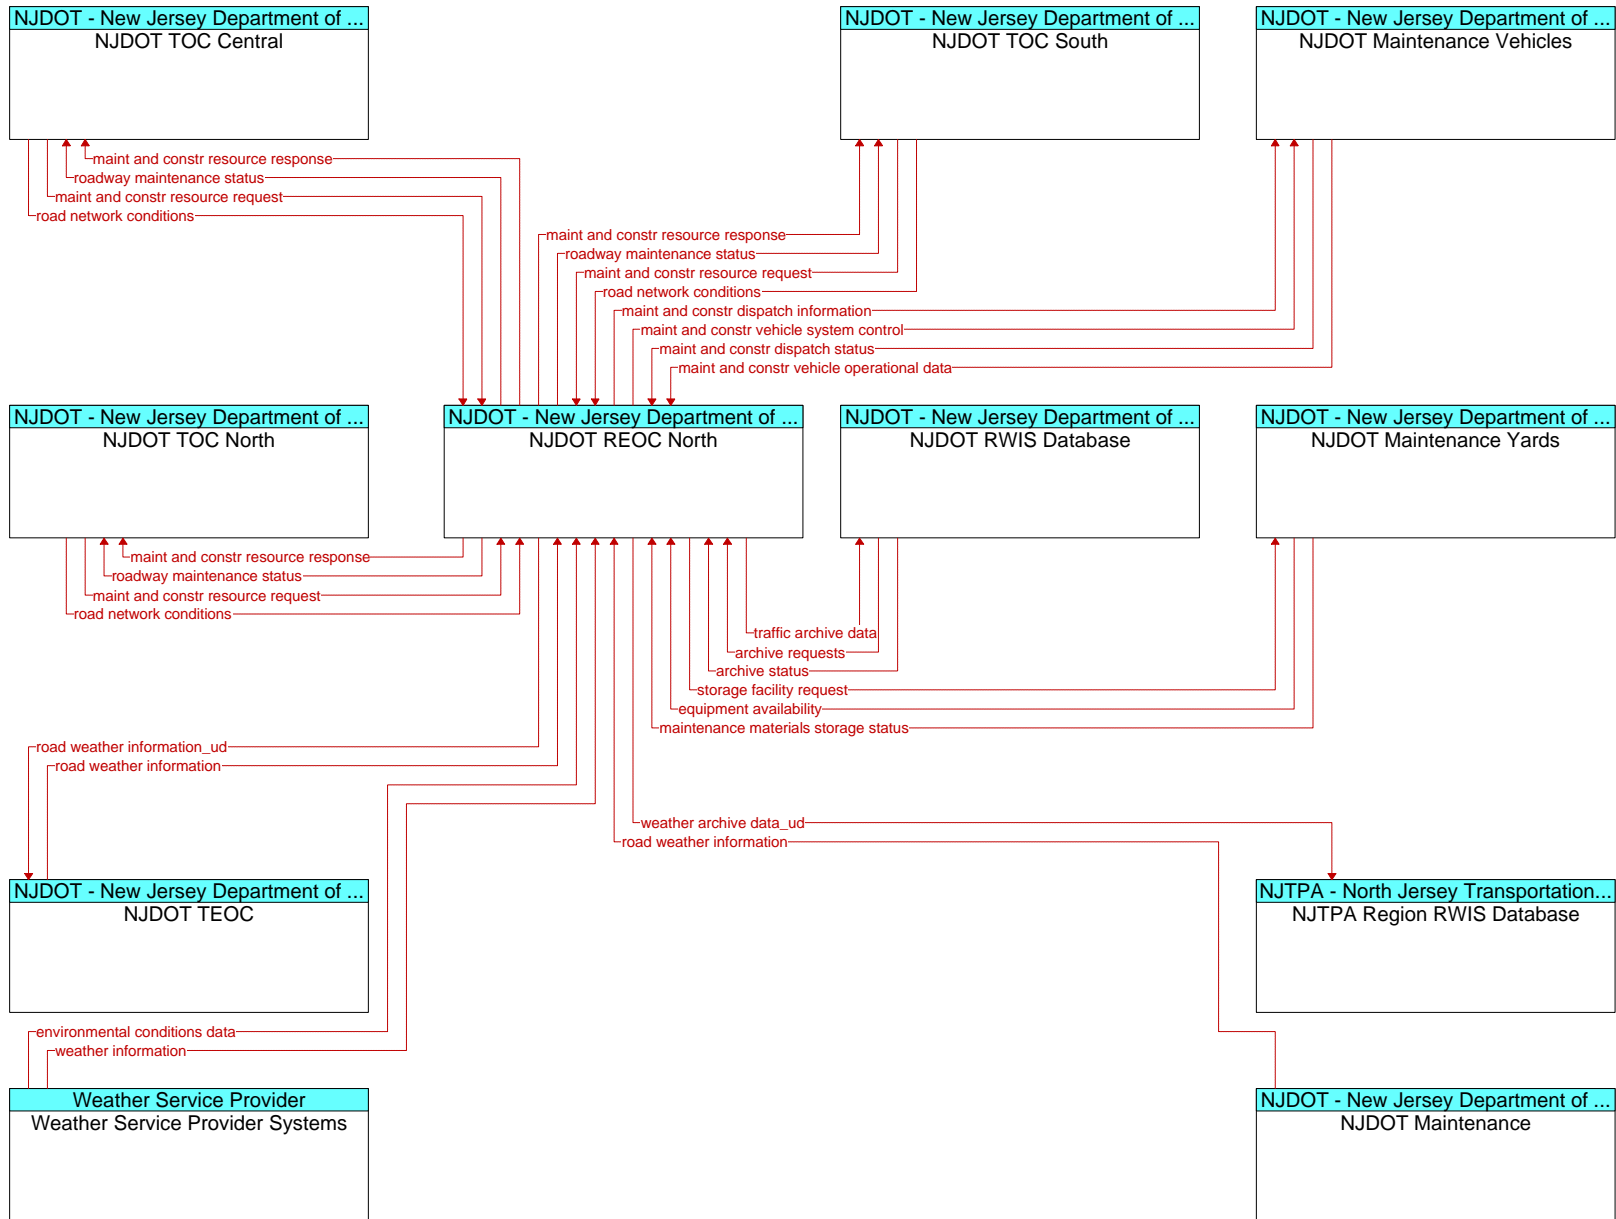 NJDOT - New Jersey Department of ...
NJDOT TOC Central
NJDOT - New Jersey Department of ...
NJDOT TOC South
NJDOT - New Jersey Department of ...
NJDOT Maintenance Vehicles
maint and constr resource response
roadway maintenance status
maint and constr resource request
road network conditions
maint and constr resource response
roadway maintenance status
maint and constr resource request
road network conditions
maint and constr dispatch information
maint and constr vehicle system control
maint and constr dispatch status
maint and constr vehicle operational data
NJDOT - New Jersey Department of ...
NJDOT TOC North
NJDOT - New Jersey Department of ...
NJDOT REOC North
NJDOT - New Jersey Department of ...
NJDOT RWIS Database
NJDOT - New Jersey Department of ...
NJDOT Maintenance Yards
maint and constr resource response
roadway maintenance status
maint and constr resource request
road network conditions
traffic archive data
archive requests
archive status
storage facility request
equipment availability
maintenance materials storage status
road weather information_ud
road weather information
weather archive data_ud
road weather information
NJDOT - New Jersey Department of ...
NJDOT TEOC
NJTPA - North Jersey Transportation...
NJTPA Region RWIS Database
environmental conditions data
weather information
Weather Service Provider
Weather Service Provider Systems
NJDOT - New Jersey Department of ...
NJDOT Maintenance